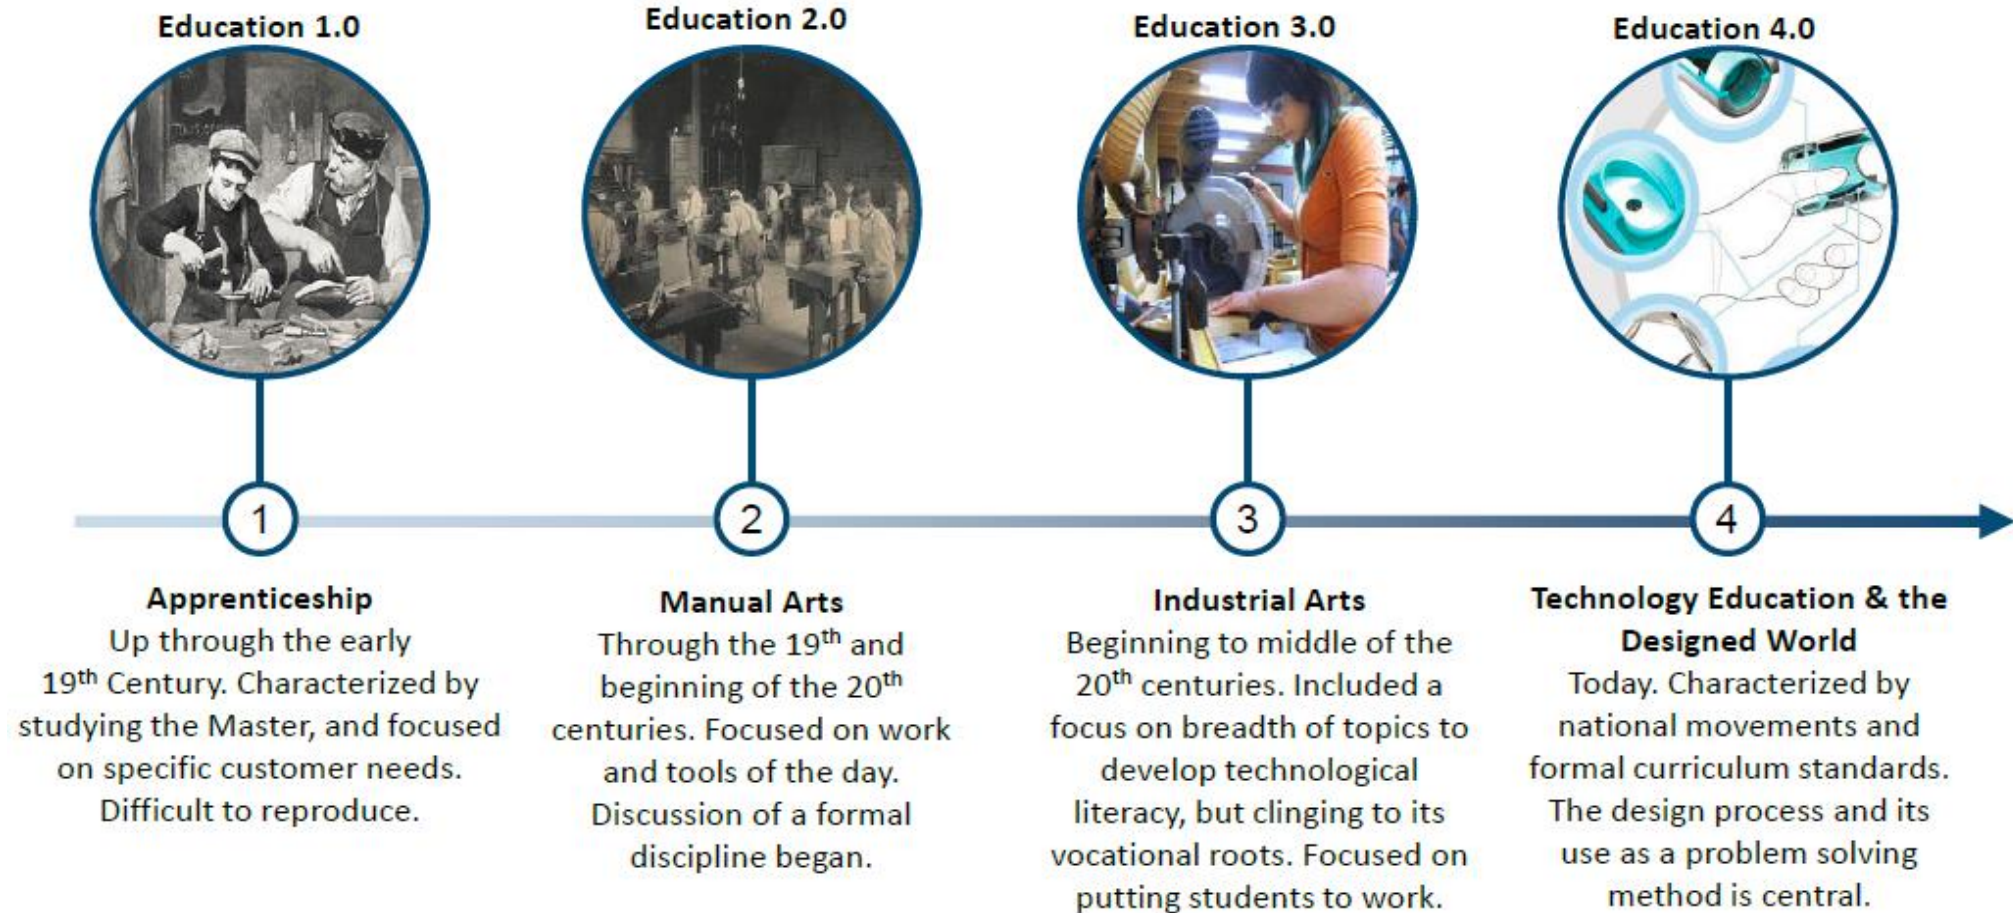 Education 1.0
Education 2.0
Education 3.0
Education 4.0
1
2
3
4
Apprenticeship
Up through the early
19th Century. Characterized by
studying the Master, and focused
on specific customer needs.
Difficult to reproduce.
Manual Arts
Through the 19th and
beginning of the 20th
centuries. Focused on work
and tools of the day.
Discussion of a formal
discipline began.
Industrial Arts
Beginning to middle of the
20th centuries. Included a
focus on breadth of topics to
develop technological
literacy, but clinging to its
vocational roots. Focused on
putting students to work.
Technology Education & the
Designed World
Today. Characterized by
national movements and
formal curriculum standards.
The design process and its
use as a problem solving
method is central.